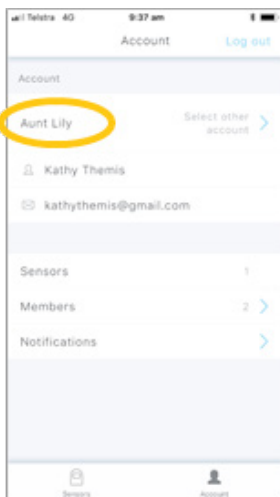 Telstra 4G 9:37 am
Account Log out
Account
Aunt Lily Select other account
Kathy Themis
kathythemis@gmail.com
Sensors 1
Members 2
Notifications
Sensors Account